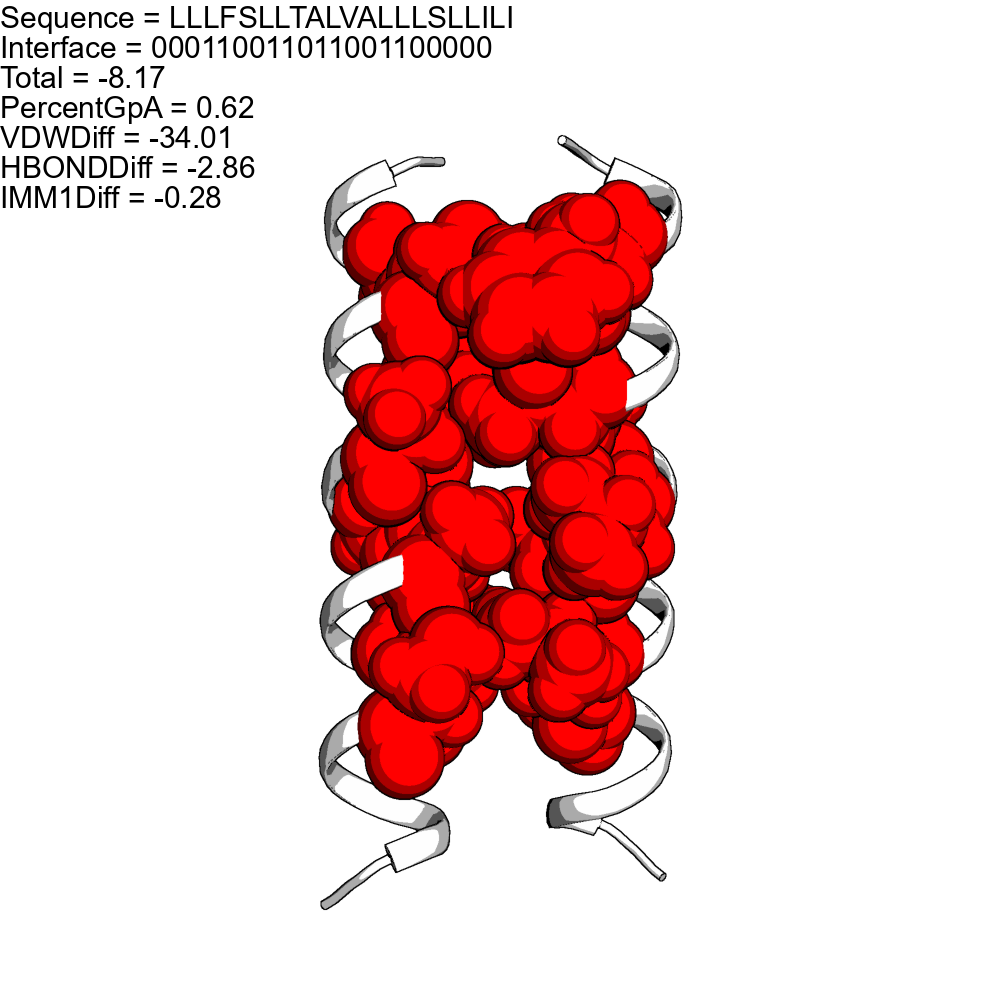 Sequence = LLLFSLLTALVALLLSLLILI
Interface = 000110011011001100000
Total = -8.17
PercentGpA = 0.62
VDWDiff = -34.01
HBONDDiff = -2.86
IMM1Diff = -0.28